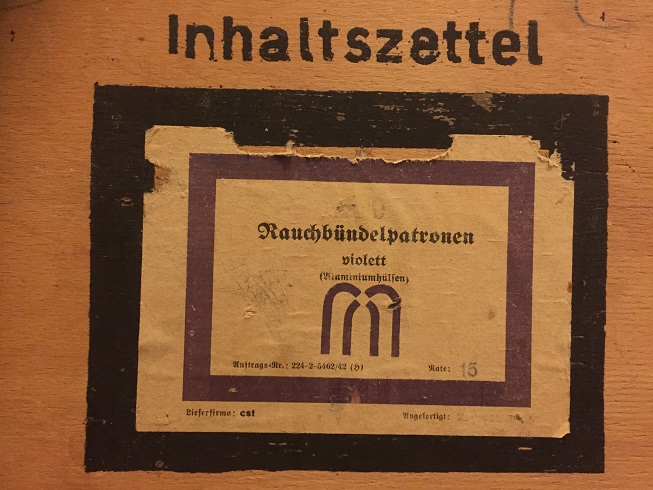 Inhaltszettel
Rauchbündelpatronen
violett
(Aluminiumhülsen)
Auftrags-Nr.: 224-2-5462/42 (H)
Rate: 15
Lieferfirma: cst
Angefertigt: